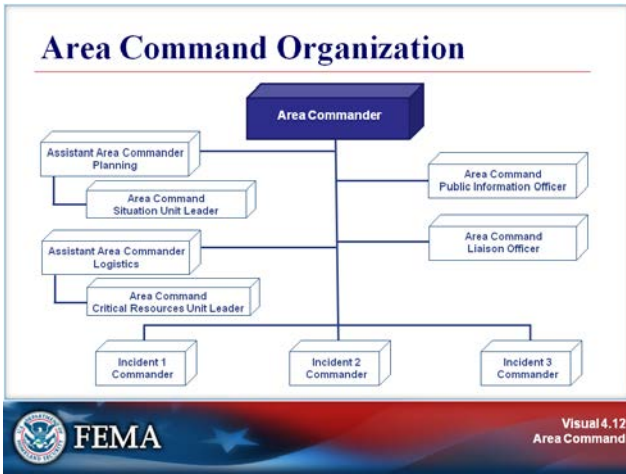 Area Command Organization
Area Commander
Assistant Area Commander
Planning
Area Command
Situation Unit Leader
Area Command
Public Information Officer
Area Command
Liaison Officer
Assistant Area Commander
Logistics
Area Command
Critical Resources Unit Leader
Incident 1
Commander
Incident 2
Commander
Incident 3
Commander
FEMA
Visual 4.12
Area Command